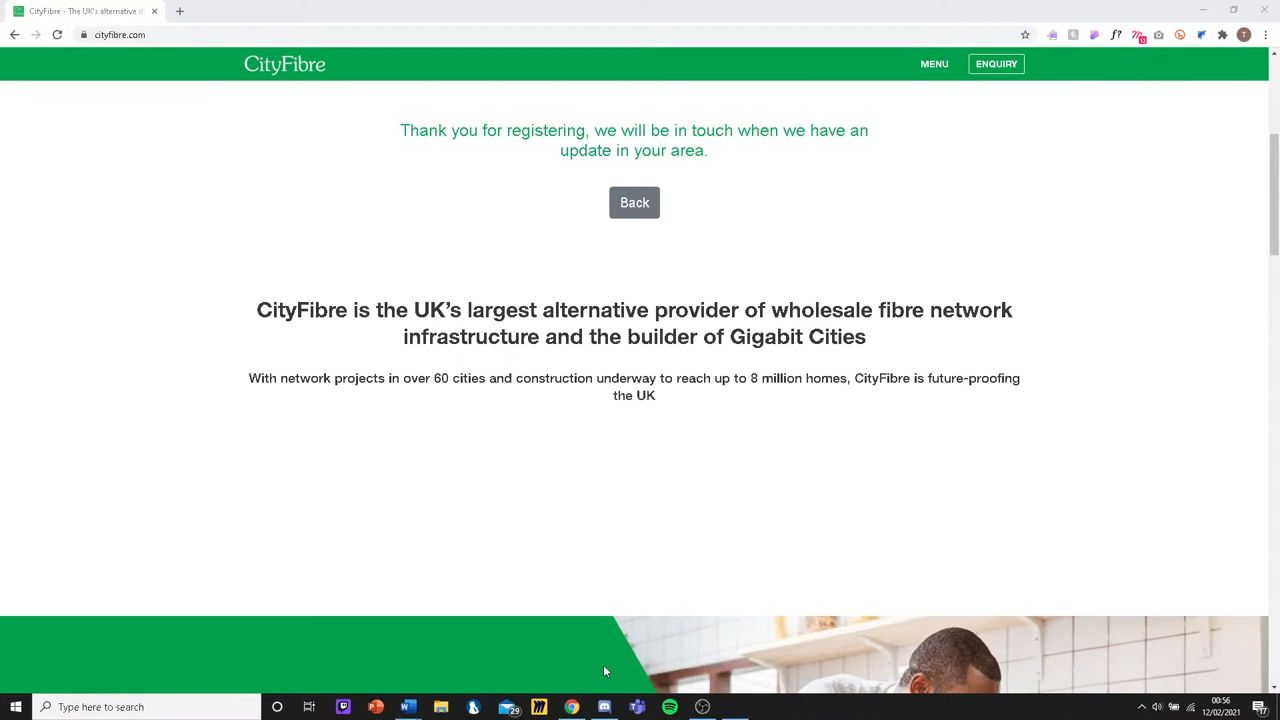 CityFibre - The UK's alternative d
cityfibre.com
f?
CityFibre
MENU
ENQUIRY
Thank you for registering, we will be in touch when we have an
update in your area.
Back
CityFibre is the UK's largest alternative provider of wholesale fibre network
infrastructure and the builder of Gigabit Cities
With network projects in over 60 cities and construction underway to reach up to 8 million homes, CityFibre is future-proofing
the UK
Type here to search
29
00:56
12/02/2021
17